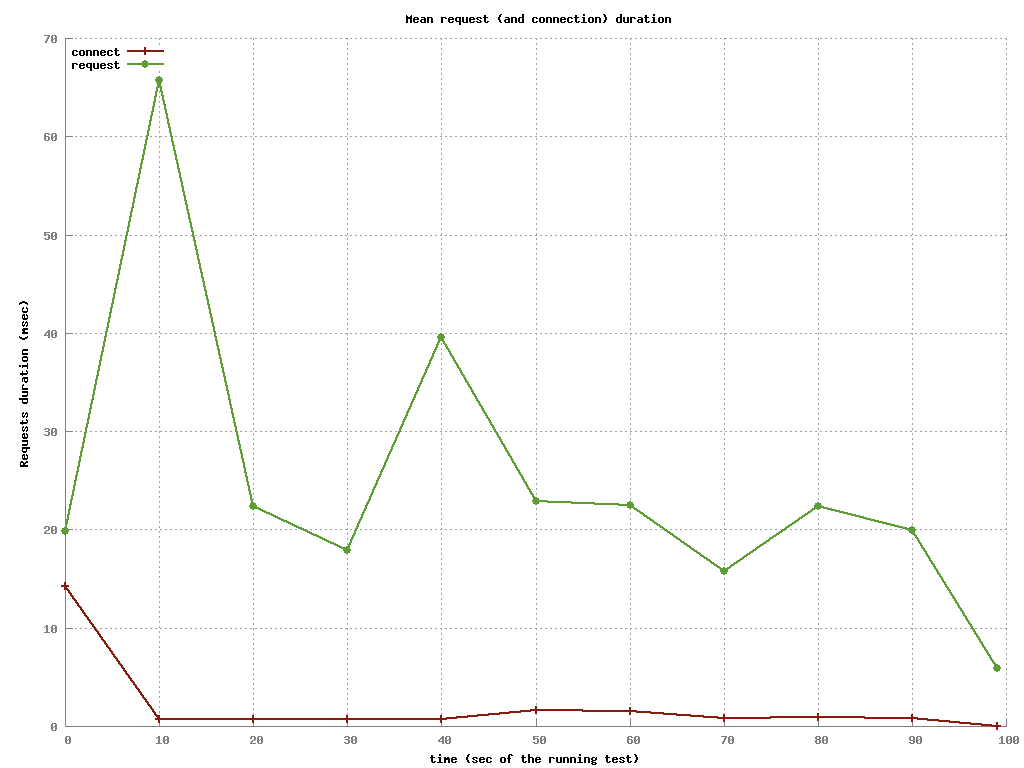 Mean request (and connection) duration
connect
request
70
60
50
40
30
20
10
0
Requests duration (msec)
0 10 20 30 40 50 60 70 80 90 100
time (sec of the running test)